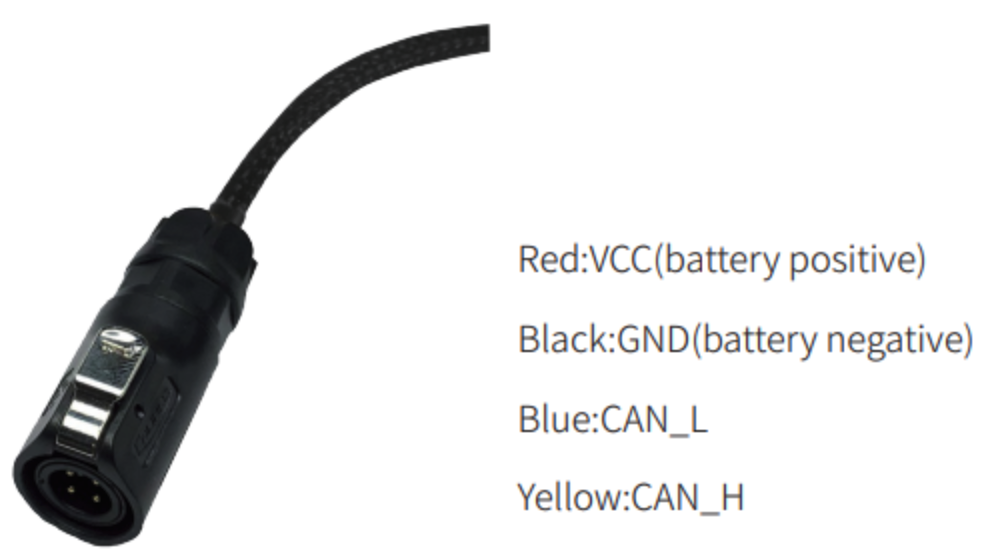 Red:VCC(battery positive)
Black:GND(battery negative)
Blue:CAN_L
Yellow:CAN_H